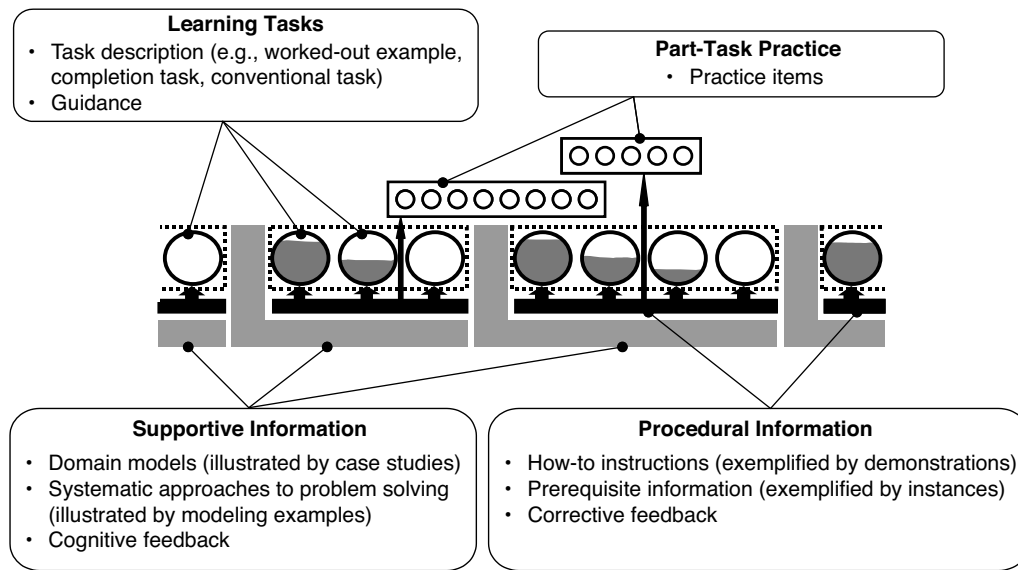 Learning Tasks
• Task description (e.g., worked-out example,
completion task, conventional task)
• Guidance
Part-Task Practice
• Practice items
Supportive Information
• Domain models (illustrated by case studies)
• Systematic approaches to problem solving
(illustrated by modeling examples)
• Cognitive feedback
Procedural Information
• How-to instructions (exemplified by demonstrations)
• Prerequisite information (exemplified by instances)
• Corrective feedback